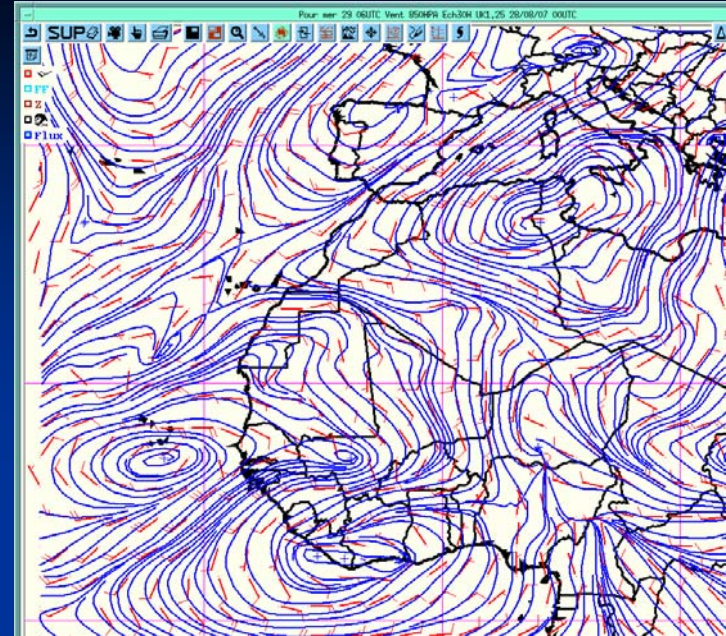 Pour mer 29 06UTC Vent 850HPA Ech30H UK1,25 28/08/07 00UTC
SUP
FF
Z
Flux